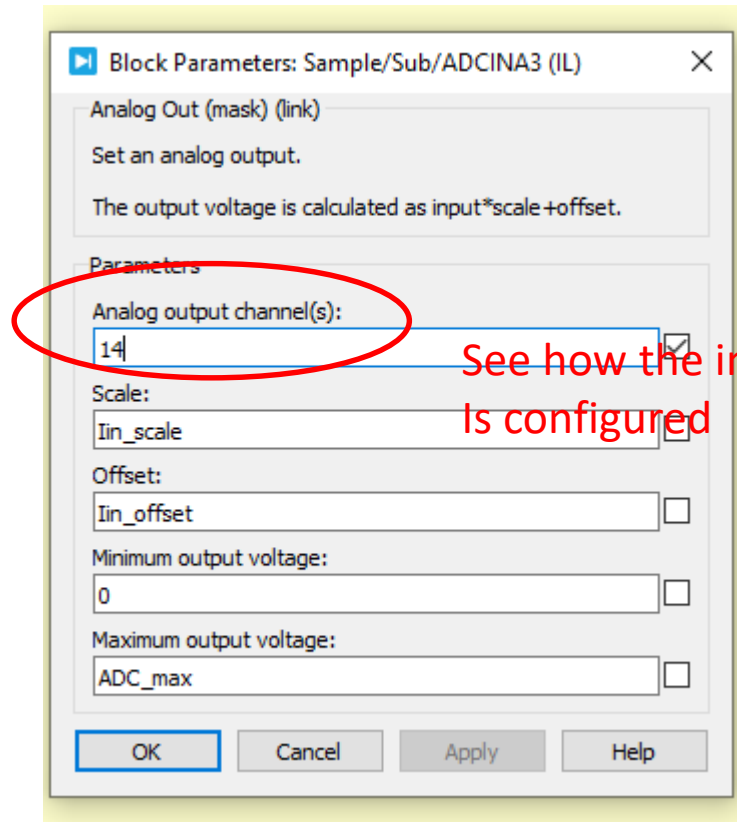 Block Parameters: Sample/Sub/ADCINA3 (IL)
Analog Out (mask) (link)
Set an analog output.
The output voltage is calculated as input*scale+offset.
Parameters
Analog output channel(s):
14
See how the
Is configured
Scale:
Iin_scale
Offset:
Iin_offset
Minimum output voltage:
0
Maximum output voltage:
ADC_max
OK Cancel Apply Help